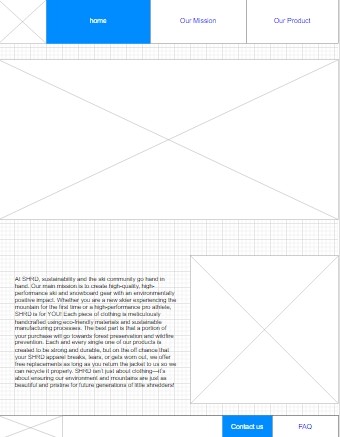 home
Our Mission
Our Product
At SHRD, sustainability and the ski community go hand in
hand. Our main mission is to create high-quality, high-
performance ski and snowboard gear with an environmentally
positive impact. Whether you are a new skier experiencing the
mountain for the first time or a high-performance pro athlete,
SHRD is for YOU! Each piece of clothing is meticulously
handcrafted using eco-friendly materials and sustainable
manufacturing processes. The best part is that a portion of
your purchase will go towards forest preservation and wildfire
prevention. Each and every single one of our products is
created to be strong and durable, but on the off chance that
your SHRD apparel breaks, tears, or gets worn out, we offer
free replacements as long as you return the jacket to us so we
can recycle it properly. SHRD isn't just about clothing—it's
about ensuring our environment and mountains are just as
beautiful and pristine for future generations of little shredders!
Contact us
FAQ